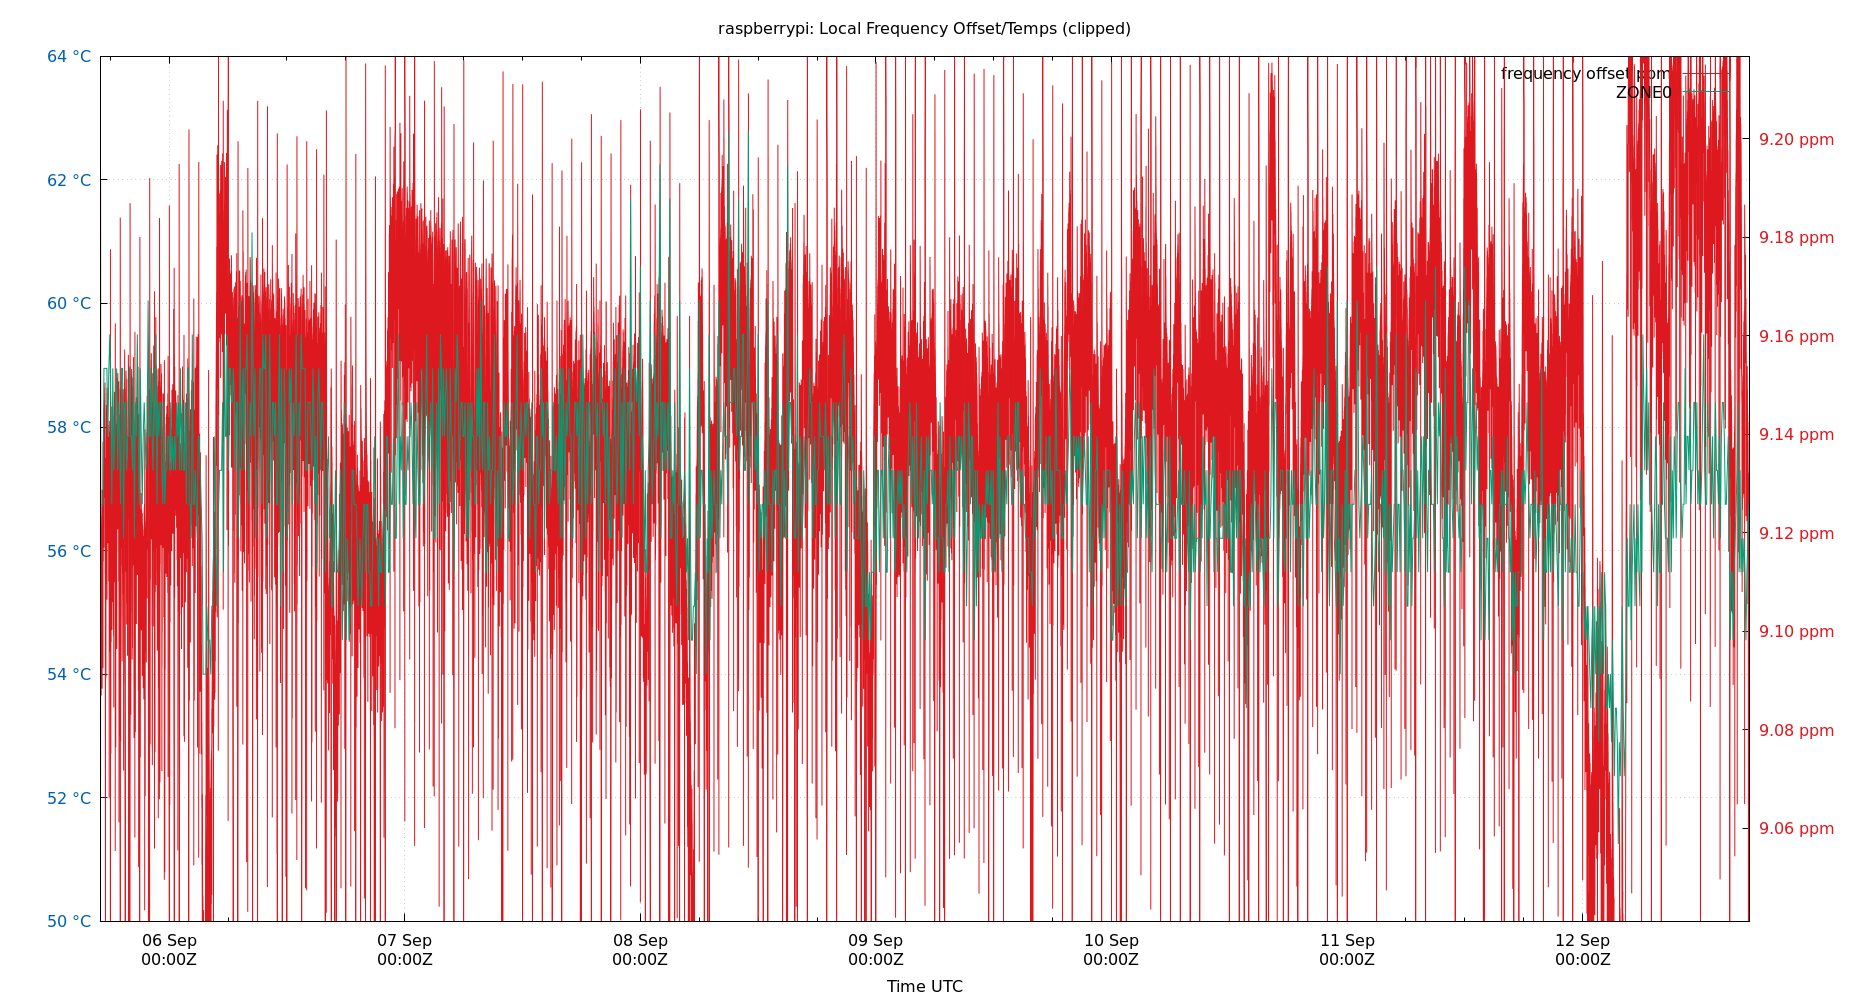 raspberrypi: Local Frequency Offset/Temps (clipped)
64 °C
62 °C
60 °C
58 °C
56 °C
54 °C
52 °C
50 °C
frequency offset ppm
ZONE0
9.20 ppm
9.18 ppm
9.16 ppm
9.14 ppm
9.12 ppm
9.10 ppm
9.08 ppm
9.06 ppm
06 Sep
00:00Z
07 Sep
00:00Z
08 Sep
00:00Z
09 Sep
00:00Z
10 Sep
00:00Z
11 Sep
00:00Z
12 Sep
00:00Z
Time UTC